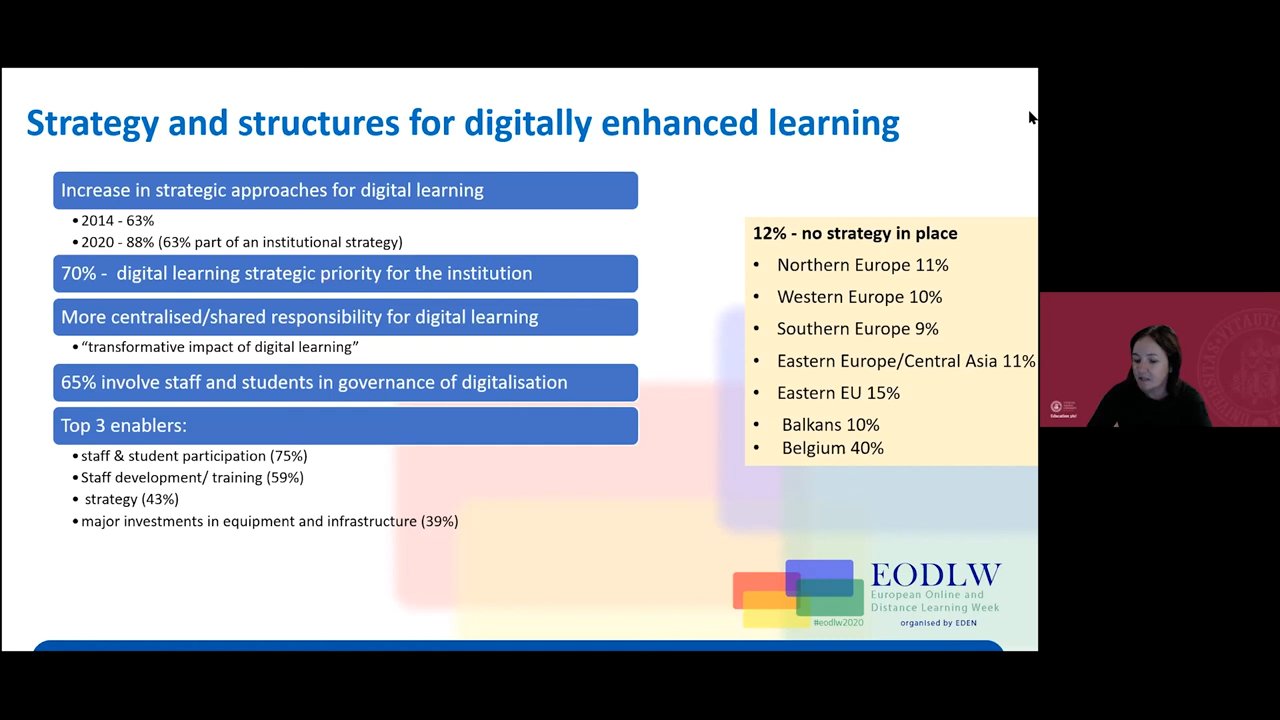 Strategy and structures for digitally enhanced learning
Increase in strategic approaches for digital learning
•2014 - 63%
•2020 - 88% (63% part of an institutional strategy)
70% -  digital learning strategic priority for the institution
More centralised/shared responsibility for digital learning
•“transformative impact of digital learning”
65% involve staff and students in governance of digitalisation
Top 3 enablers:
•staff & student participation (75%)
•Staff development/ training (59%)
• strategy (43%)
•major investments in equipment and infrastructure (39%)
12% - no strategy in place
• Northern Europe 11%
• Western Europe 10%
• Southern Europe 9%
• Eastern Europe/Central Asia 11%
• Eastern EU 15%
• Balkans 10%
• Belgium 40%
EODLW
European Online and
Distance Learning Week
#eodlw2020
organised by EDEN